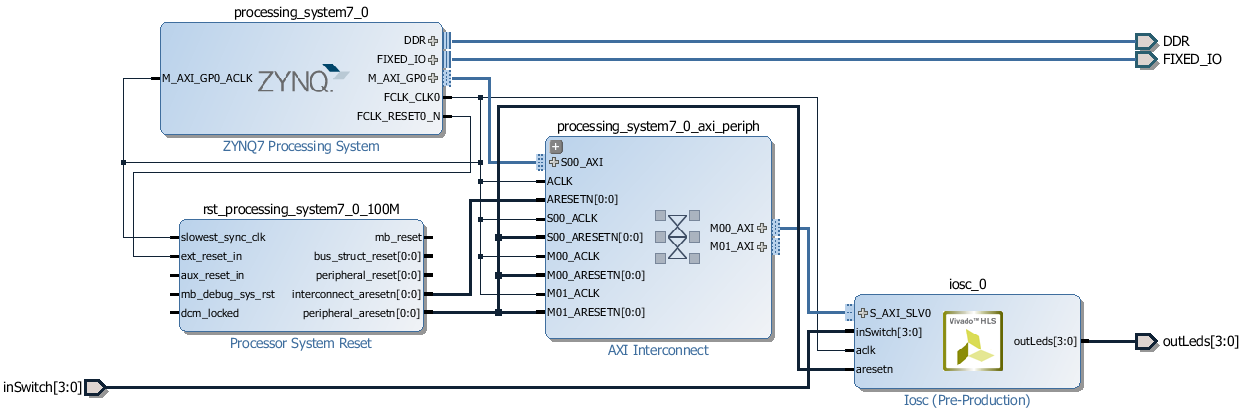 processing_system7_0
DDR
FIXED_IO
M_AXI_GP0_ACLK
ZYNQ.
M_AXI_GP0
FCLK_CLK0
FCLK_RESET0_N
ZYNQ7 Processing System
DDR
FIXED_IO
processing_system7_0_axi_periph
S00_AXI
ACLK
ARESETN[0:0]
S00_ACLK
S00_ARESETN[0:0]
M00_ACLK
M00_ARESETN[0:0]
M01_ACLK
M01_ARESETN[0:0]
M00_AXI
M01_AXI
AXI Interconnect
rst_processing_system7_0_100M
slowest_sync_clk
ext_reset_in
aux_reset_in
mb_debug_sys_rst
dcm_locked
mb_reset
bus_struct_reset[0:0]
peripheral_reset[0:0]
interconnect_aresetn[0:0]
peripheral_aresetn[0:0]
Processor System Reset
iosc_0
S_AXI_SLV0
inSwitch[3:0]
aclk
aresetn
Vivado™ HLS
outLeds[3:0]
Iosc (Pre-Production)
outLeds[3:0]
inSwitch[3:0]